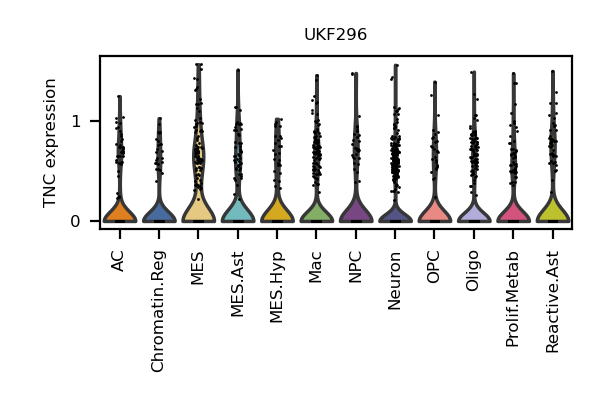 UKF296
TNC expression
1
0
AC
Chromatin.Reg
MES
MES.Ast
MES.Hyp
Mac
NPC
Neuron
OPC
Oligo
Prolif.Metab
Reactive.Ast